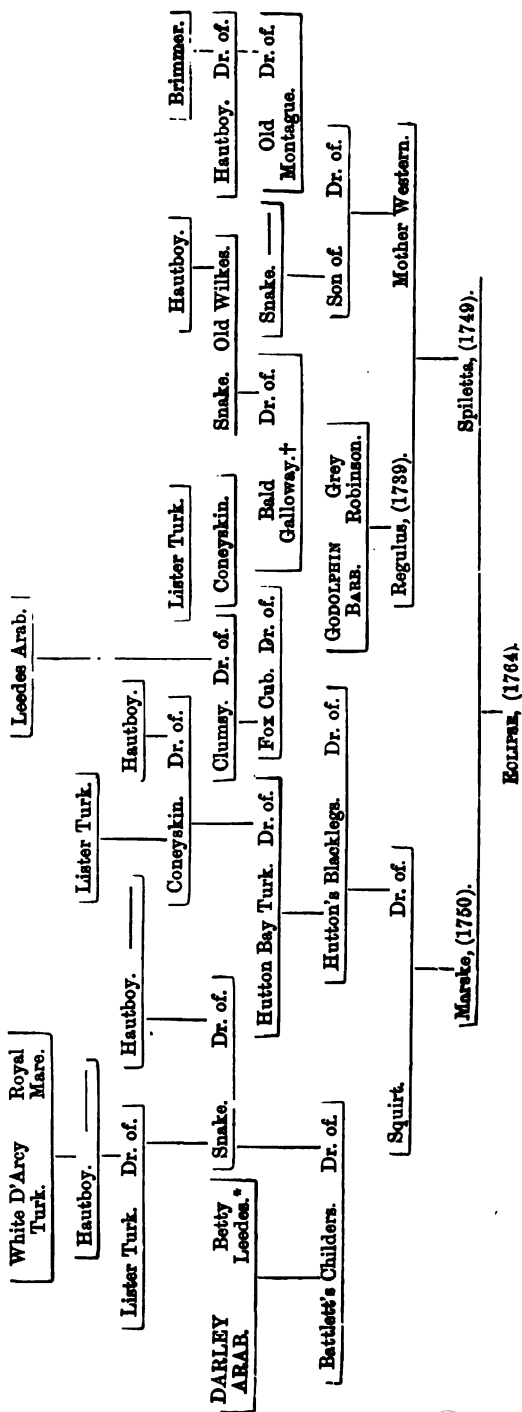 White D'Arcy Royal
Turk. Mare.
Leedes Arab.
Hautboy.
Lister Turk.
Lister Turk. Dr. of.
Hautboy.
Hautboy.
Coneyskin. Dr. of.
Lister Turk.
Hautboy.
Brimmer.
Snake. Dr. of.
Clumsy. Dr. of.
Coneyskin.
Snake. Old Wilkes.
Hautboy. Dr. of.
DARLEY Betty
ARAB. Leedes.*
Hutton Bay Turk. Dr. of.
Fox Cub. Dr. of.
Bald Dr. of.
Galloway.†
Snake.
Old Dr. of.
Montague.
Battlett's Childers. Dr. of.
Hutton's Blacklegs. Dr. of.
GODOLPHIN Grey
BARB. Robinson.
Son of. Dr. of.
Squirt. Dr. of.
Regulus, (1739). Mother Western.
Marske, (1750). Spiletta, (1749).
ECLIPSE, (1764).